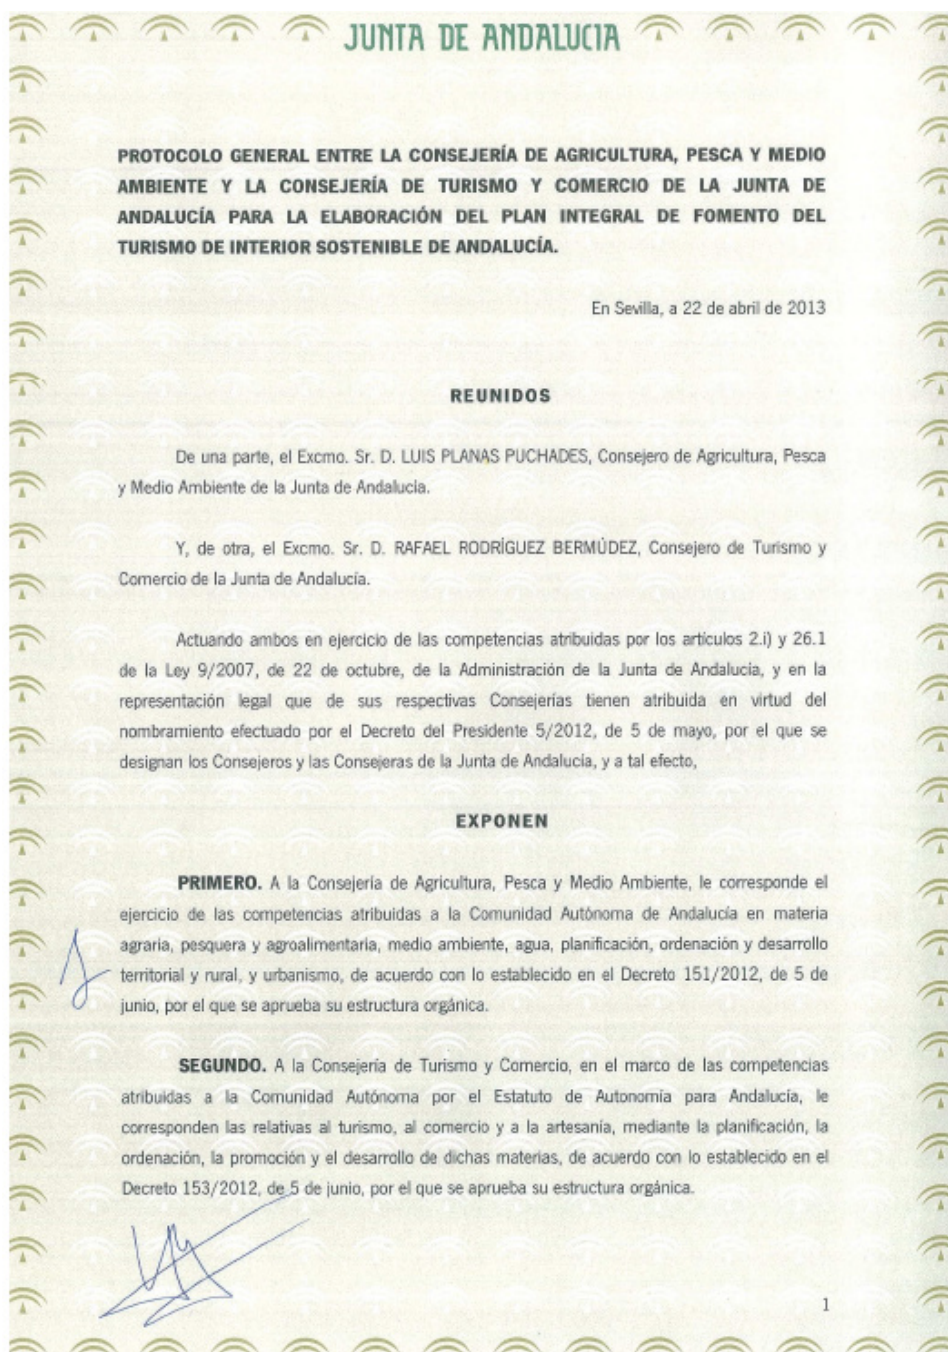 JUNTA DE ANDALUCIA
PROTOCOLO GENERAL ENTRE LA CONSEJERÍA DE AGRICULTURA, PESCA Y MEDIO
AMBIENTE Y LA CONSEJERÍA DE TURISMO Y COMERCIO DE LA JUNTA DE
ANDALUCÍA PARA LA ELABORACIÓN DEL PLAN INTEGRAL DE FOMENTO DEL
TURISMO DE INTERIOR SOSTENIBLE DE ANDALUCÍA.
En Sevilla, a 22 de abril de 2013
REUNIDOS
De una parte, el Excmo. Sr. D. LUIS PLANAS PUCHADES, Consejero de Agricultura, Pesca
y Medio Ambiente de la Junta de Andalucía.
Y, de otra, el Excmo. Sr. D. RAFAEL RODRÍGUEZ BERMÚDEZ, Consejero de Turismo y
Comercio de la Junta de Andalucía.
Actuando ambos en ejercicio de las competencias atribuidas por los artículos 2.i) y 26.1
de la Ley 9/2007, de 22 de octubre, de la Administración de la Junta de Andalucía, y en la
representación legal que de sus respectivas Consejerías tienen atribuida en virtud del
nombramiento efectuado por el Decreto del Presidente 5/2012, de 5 de mayo, por el que se
designan los Consejeros y las Consejeras de la Junta de Andalucía, y a tal efecto,
EXPONEN
PRIMERO. A la Consejería de Agricultura, Pesca y Medio Ambiente, le corresponde el
ejercicio de las competencias atribuidas a la Comunidad Autónoma de Andalucía en materia
agraria, pesquera y agroalimentaria, medio ambiente, agua, planificación, ordenación y desarrollo
territorial y rural, y urbanismo, de acuerdo con lo establecido en el Decreto 151/2012, de 5 de
junio, por el que se aprueba su estructura orgánica.
SEGUNDO. A la Consejería de Turismo y Comercio, en el marco de las competencias
atribuidas a la Comunidad Autónoma por el Estatuto de Autonomía para Andalucía, le
corresponden las relativas al turismo, al comercio y a la artesanía, mediante la planificación, la
ordenación, la promoción y el desarrollo de dichas materias, de acuerdo con lo establecido en el
Decreto 153/2012, de 5 de junio, por el que se aprueba su estructura orgánica.
1